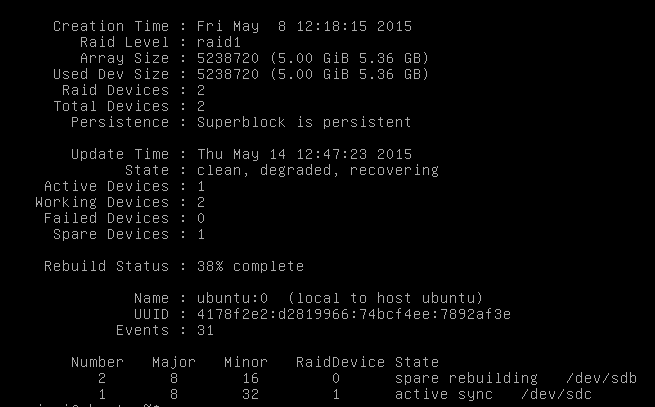 Creation Time : Fri May  8 12:18:15 2015
Raid Level : raid1
Array Size : 5238720 (5.00 GiB 5.36 GB)
Used Dev Size : 5238720 (5.00 GiB 5.36 GB)
Raid Devices : 2
Total Devices : 2
Persistence : Superblock is persistent
Update Time : Thu May 14 12:47:23 2015
State : clean, degraded, recovering
Active Devices : 1
Working Devices : 2
Failed Devices : 0
Spare Devices : 1
Rebuild Status : 38% complete
Name : ubuntu:0  (local to host ubuntu)
UUID : 4178f2e2:d2819966:74bcf4ee:7892af3e
Events : 31
Number   Major   Minor   RaidDevice State
2       8       16        0      spare rebuilding   /dev/sdb
1       8       32        1      active sync   /dev/sdc